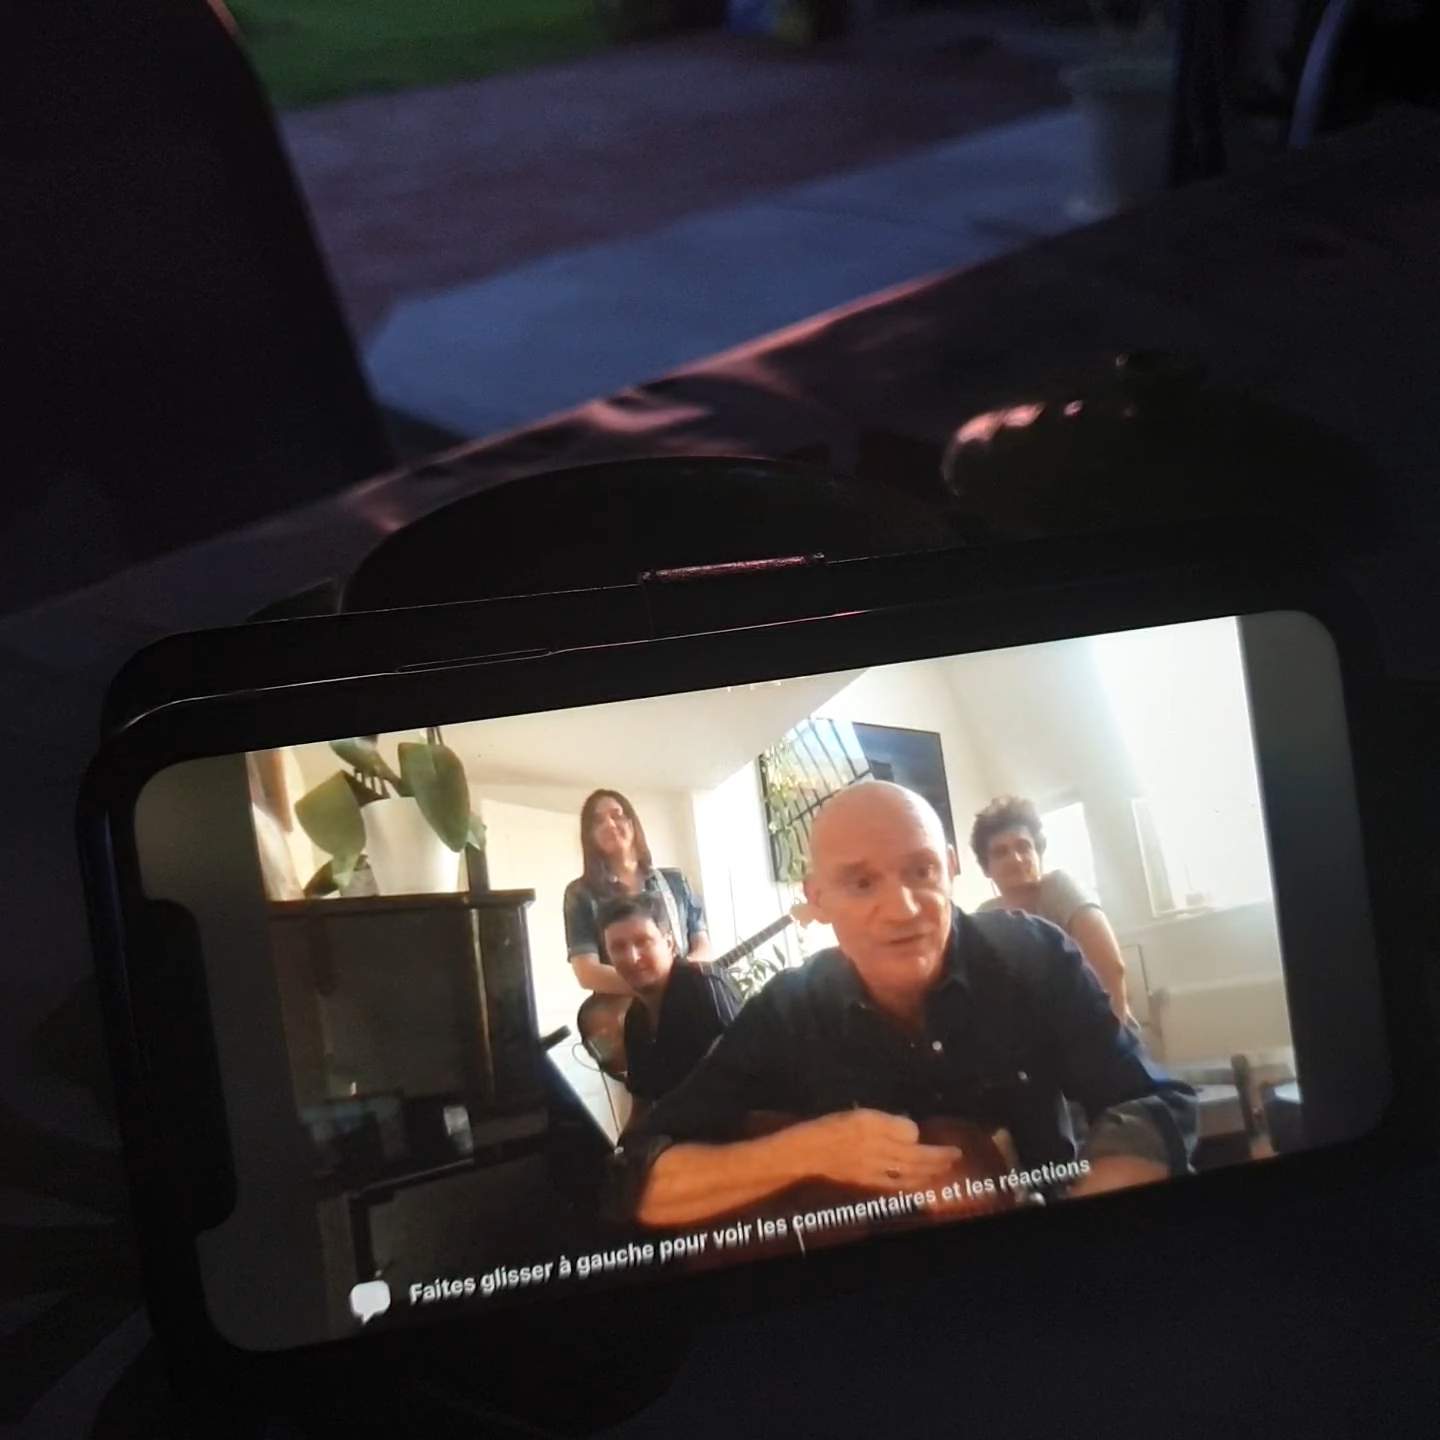 Faites glisser à gauche pour voir les commentaires et les réactions